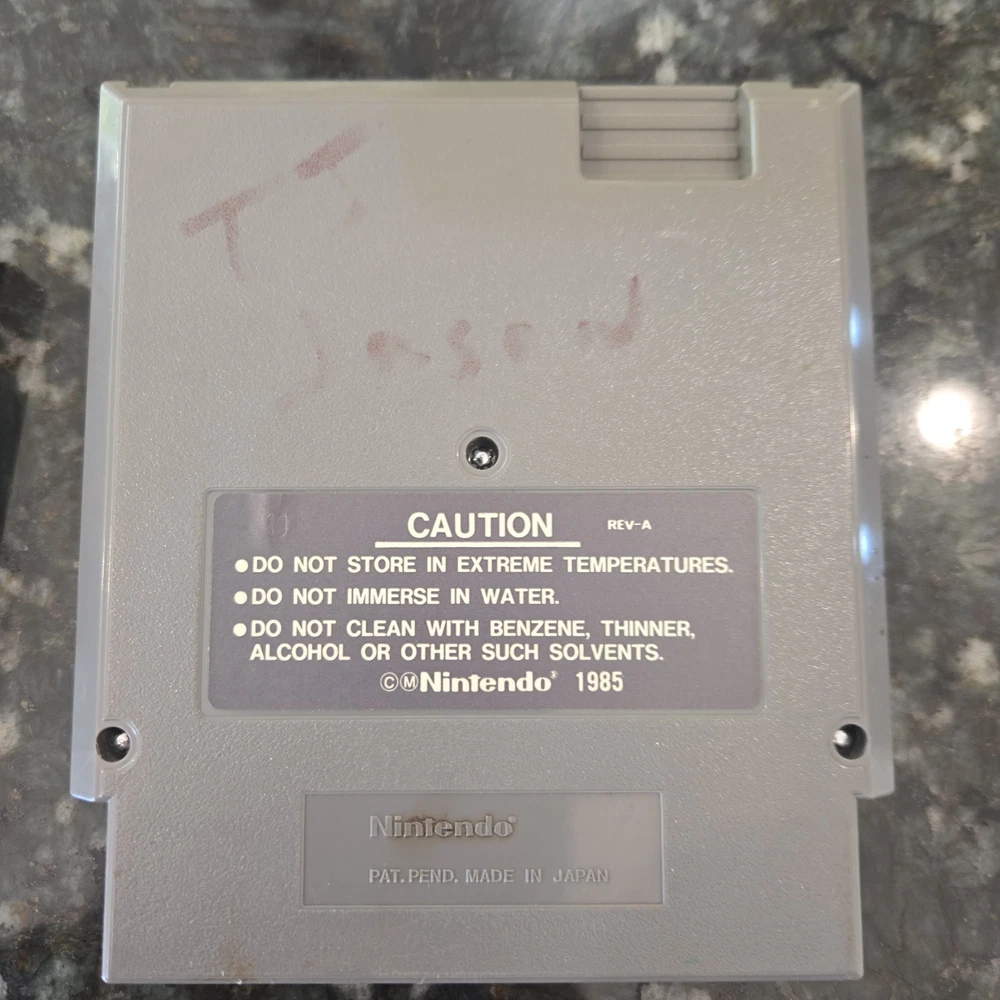 Jason
CAUTION REV-A
●DO NOT STORE IN EXTREME TEMPERATURES.
●DO NOT IMMERSE IN WATER.
●DO NOT CLEAN WITH BENZENE, THINNER,
ALCOHOL OR OTHER SUCH SOLVENTS.
©ⓂNintendo® 1985
Nintendo®
PAT. PEND. MADE IN JAPAN